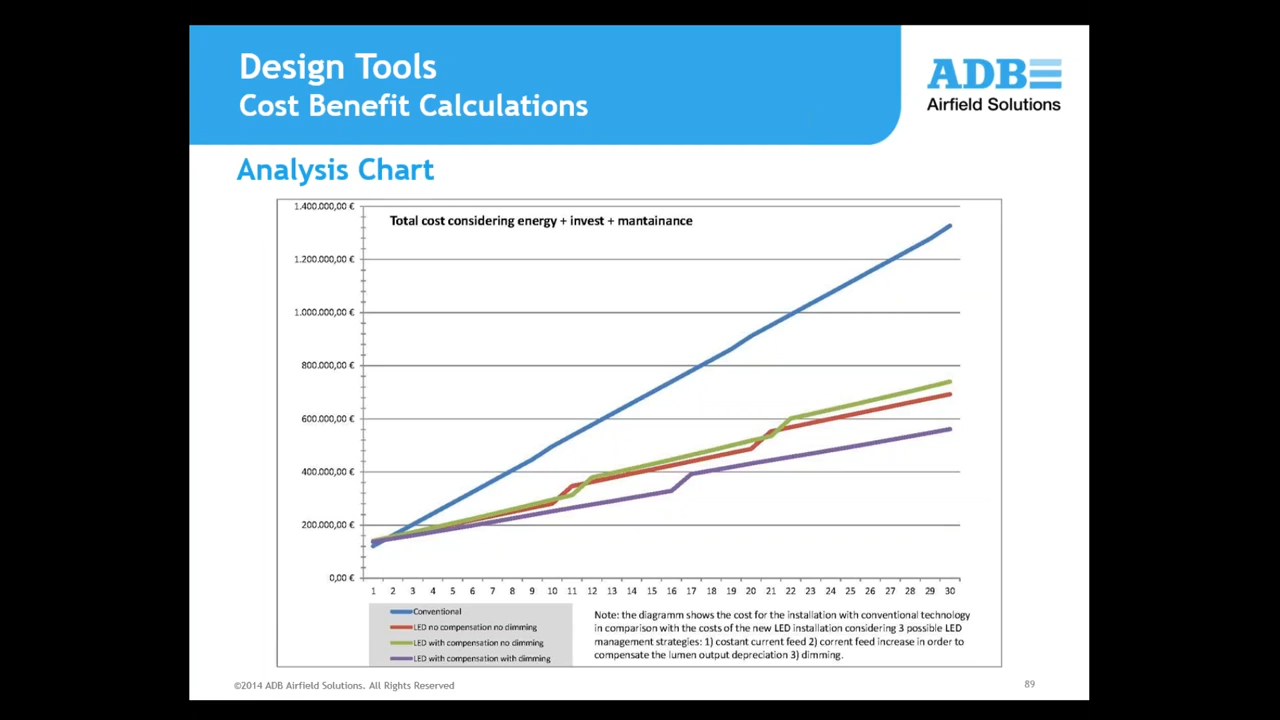 Design Tools
Cost Benefit Calculations
ADB
Airfield Solutions
Analysis Chart
Total cost considering energy + invest + mantainance
1.400.000,00 €
1.200.000,00 €
1.000.000,00 €
800.000,00 €
600.000,00 €
400.000,00 €
200.000,00 €
0,00 €
1 2 3 4 5 6 7 8 9 10 11 12 13 14 15 16 17 18 19 20 21 22 23 24 25 26 27 28 29 30
Conventional
LED no compensation no dimming
LED with compensation no dimming
LED with compensation with dimming
Note: the diagramm shows the cost for the installation with conventional technology
in comparison with the costs of the new LED installation considering 3 possible LED
management strategies: 1) costant current feed 2) corrent feed increase in order to
compensate the lumen output depreciation 3) dimming.
©2014 ADB Airfield Solutions. All Rights Reserved
89